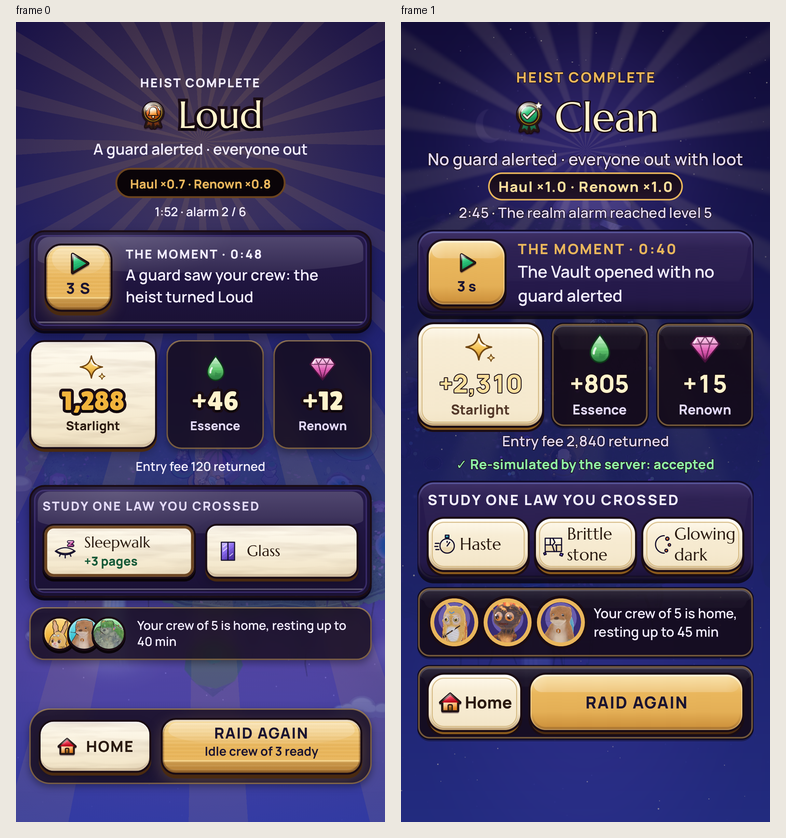 frame 0
HEIST COMPLETE
Loud
A guard alerted · everyone out
Haul ×0.7 · Renown ×0.8
1:52 · alarm 2 / 6
THE MOMENT · 0:48
3 S
A guard saw your crew: the
heist turned Loud
1,288
Starlight
+46
Essence
+12
Renown
Entry fee 120 returned
STUDY ONE LAW YOU CROSSED
Sleepwalk
+3 pages
Glass
Your crew of 5 is home, resting up to
40 min
HOME
RAID AGAIN
Idle crew of 3 ready
frame 1
HEIST COMPLETE
Clean
No guard alerted · everyone out with loot
Haul ×1.0 · Renown ×1.0
2:45 · The realm alarm reached level 5
THE MOMENT · 0:40
3 s
The Vault opened with no
guard alerted
+2,310
Starlight
+805
Essence
+15
Renown
Entry fee 2,840 returned
✓ Re-simulated by the server: accepted
STUDY ONE LAW YOU CROSSED
Haste
Brittle
stone
Glowing
dark
Your crew of 5 is home,
resting up to 45 min
Home
RAID AGAIN